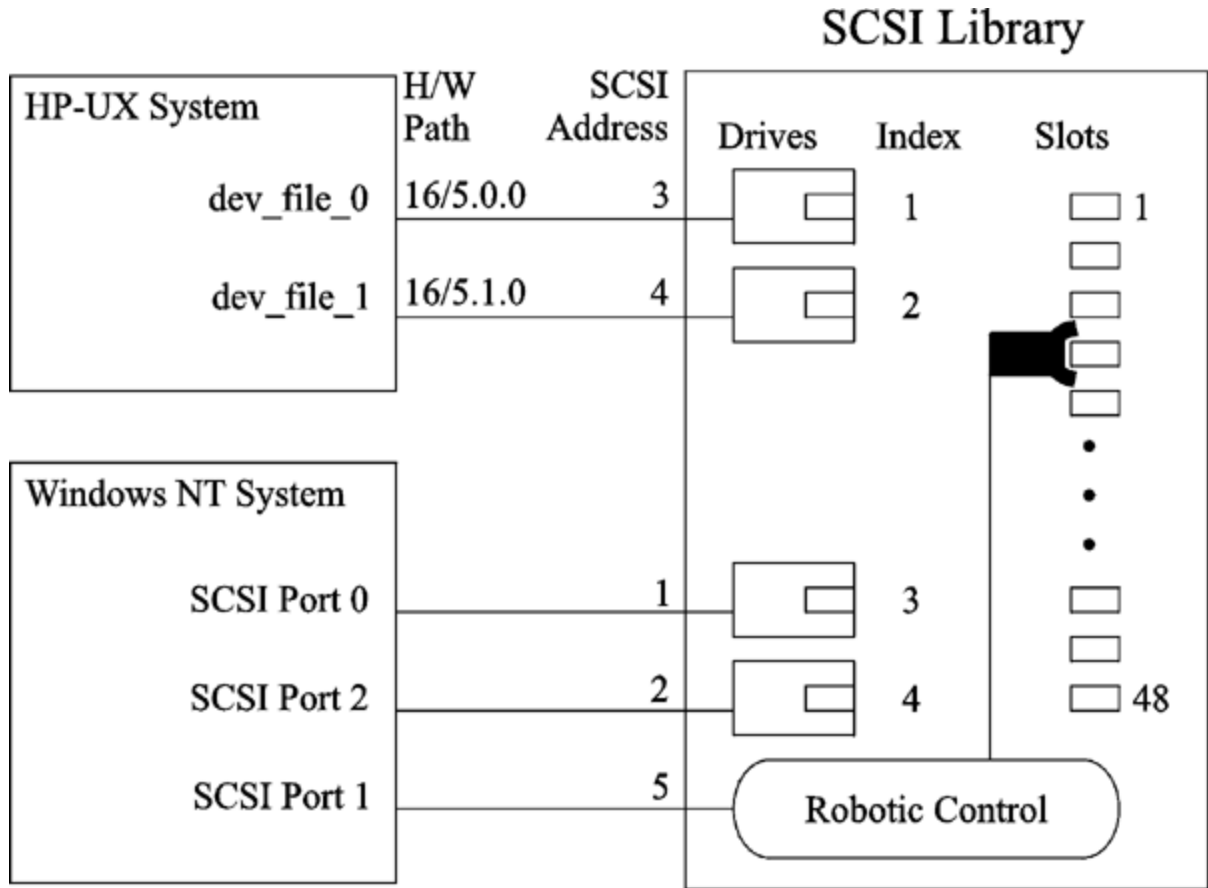 SCSI Library
HP-UX System
H/W Path
SCSI Address
Drives
Index
Slots
dev_file_0
16/5.0.0
3
1
1
dev_file_1
16/5.1.0
4
2
Windows NT System
SCSI Port 0
1
3
SCSI Port 2
2
4
48
SCSI Port 1
5
Robotic Control